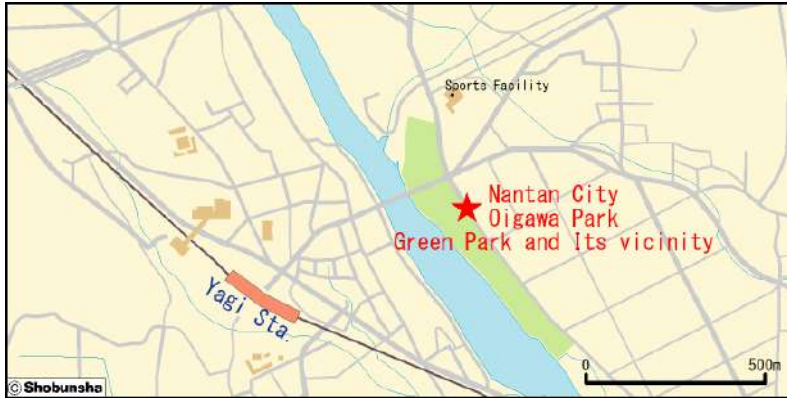 Sports Facility
Nantan City
Oigawa Park
Green Park and Its vicinity
Yagi Sta.
0 500m
© Shobunsha